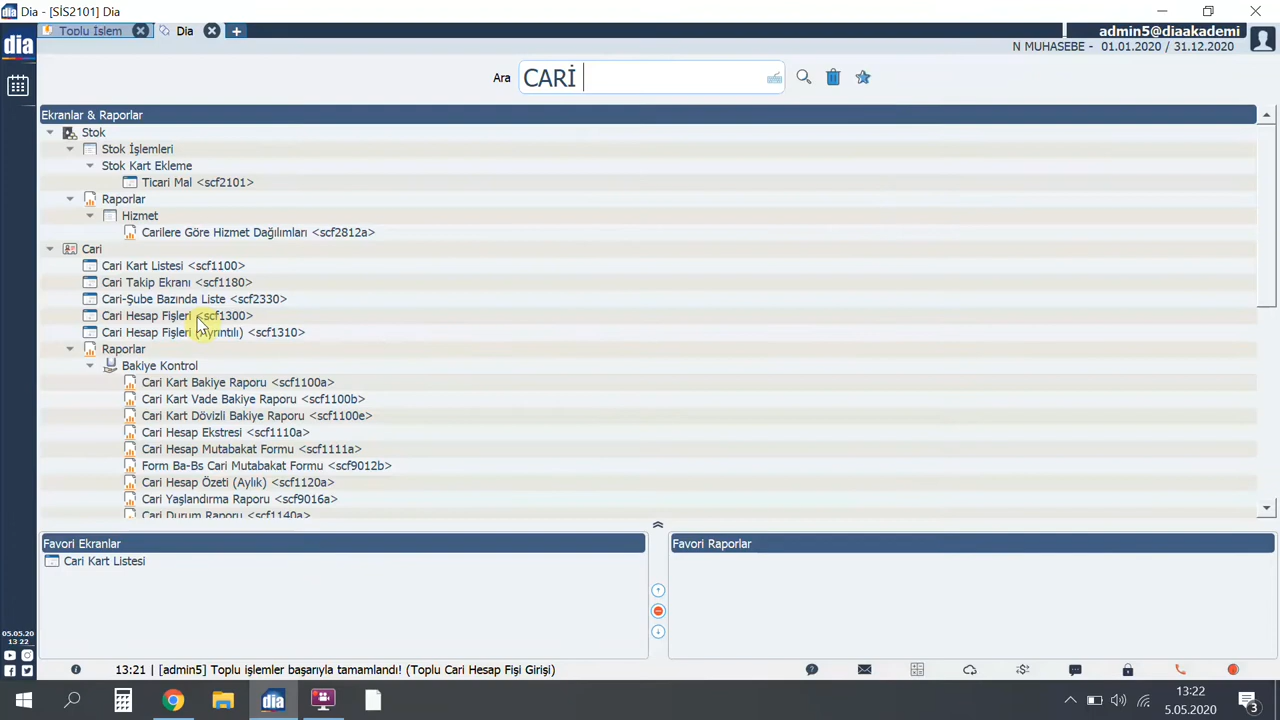 Dia - [SİS2101] Dia
Toplu İşlem
Dia
admin5@diaakademi
N MUHASEBE - 01.01.2020 / 31.12.2020
dia
Ara
CARİ
Ekranlar & Raporlar
Stok
Stok İşlemleri
Stok Kart Ekleme
Ticari Mal <scf2101>
Raporlar
Hizmet
Carilere Göre Hizmet Dağılımları <scf2812a>
Cari
Cari Kart Listesi <scf1100>
Cari Takip Ekranı <scf1180>
Cari-Şube Bazında Liste <scf2330>
Cari Hesap Fişleri <scf1300>
Cari Hesap Fişleri (Ayrıntılı) <scf1310>
Raporlar
Bakiye Kontrol
Cari Kart Bakiye Raporu <scf1100a>
Cari Kart Vade Bakiye Raporu <scf1100b>
Cari Kart Dövizli Bakiye Raporu <scf1100e>
Cari Hesap Ekstresi <scf1110a>
Cari Hesap Mutabakat Formu <scf1111a>
Form Ba-Bs Cari Mutabakat Formu <scf9012b>
Cari Hesap Özeti (Aylık) <scf1120a>
Cari Yaşlandırma Raporu <scf9016a>
Cari Durum Raporu <scf1140a>
Favori Ekranlar
Favori Raporlar
Cari Kart Listesi
05.05.20
13 22
13:21 | [admin5] Toplu işlemler başarıyla tamamlandı! (Toplu Cari Hesap Fişi Girişi)
dia
13:22
5.05.2020
3